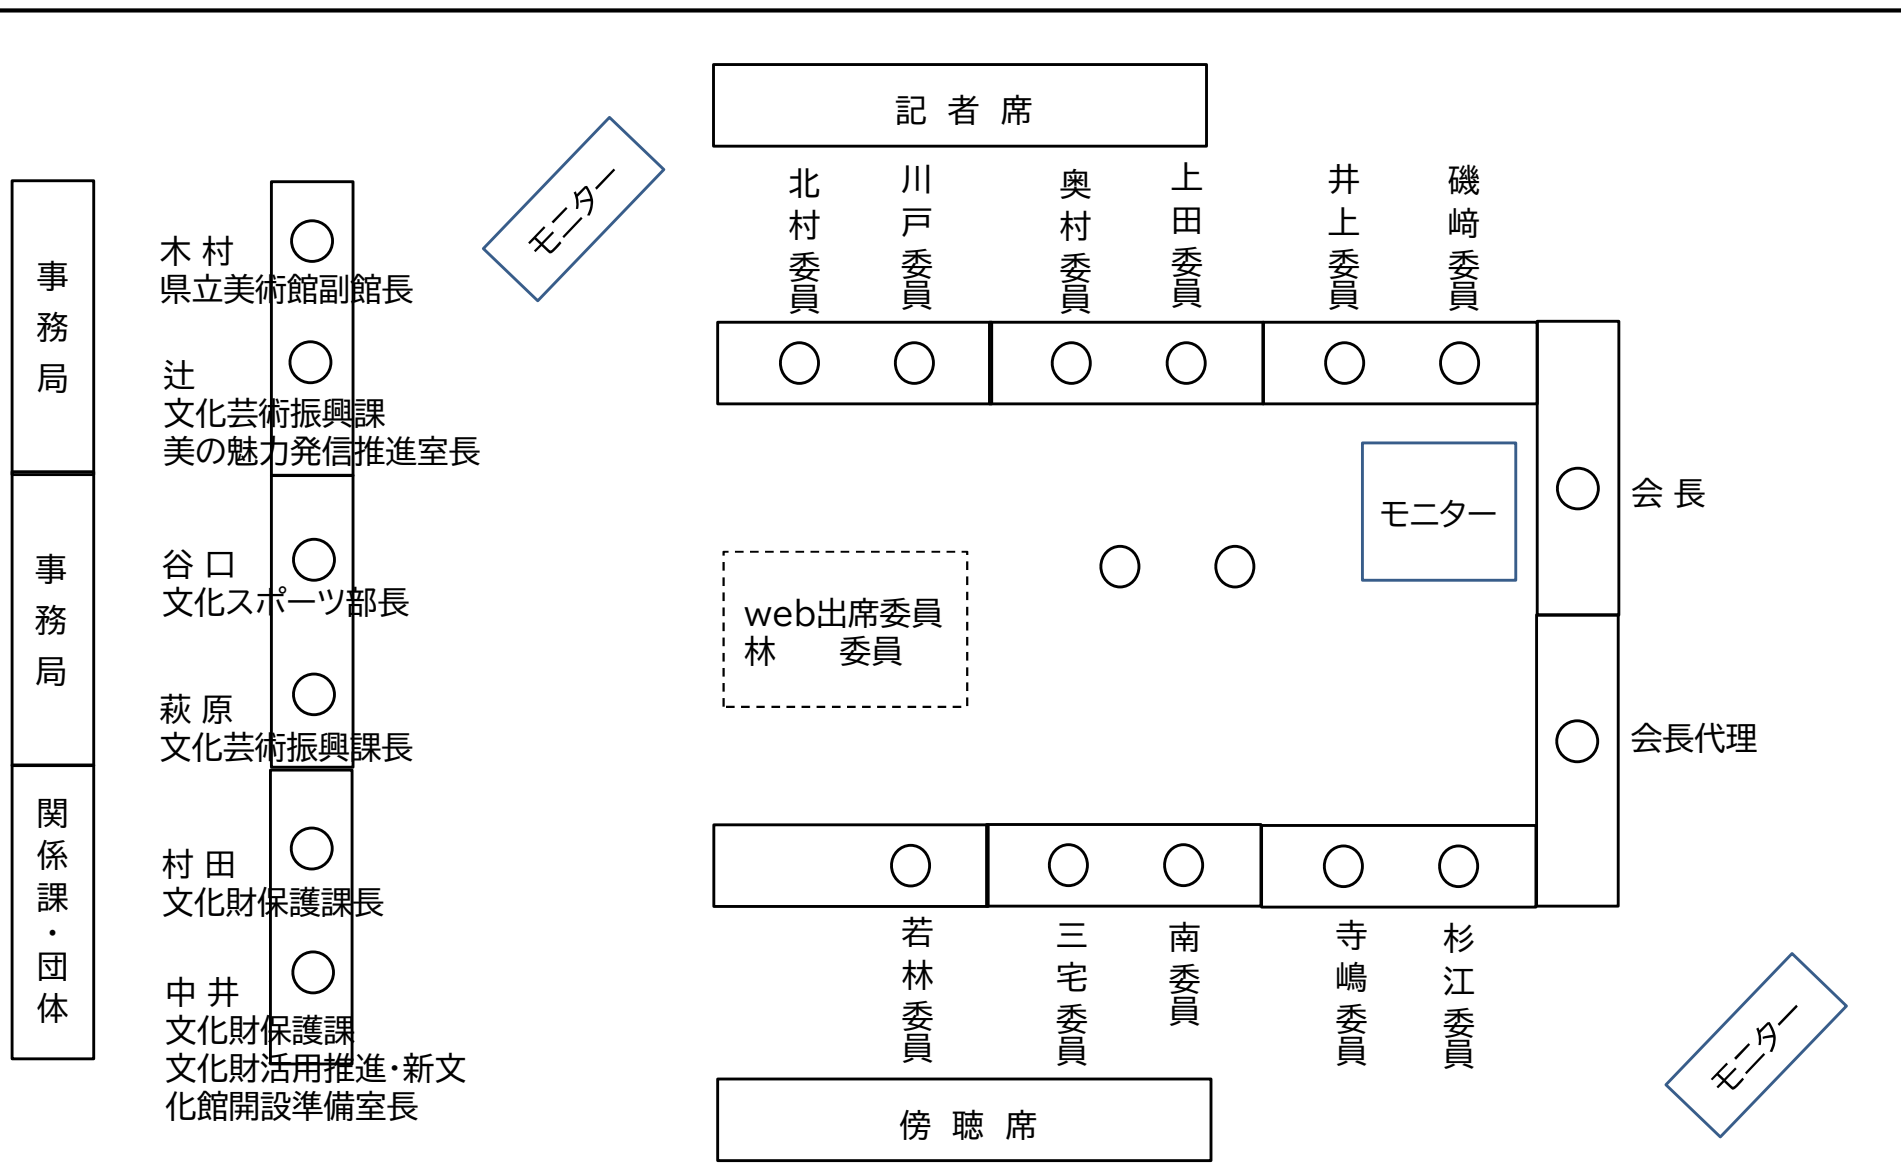 記 者 席
モニター
北村委員
川戸委員
奥村委員
上田委員
井上委員
磯﨑委員
事務局
木 村
県立美術館副館長
辻
文化芸術振興課
美の魅力発信推進室長
事務局
谷 口
文化スポーツ部長
萩 原
文化芸術振興課長
関係課・団体
村 田
文化財保護課長
中 井
文化財保護課
文化財活用推進・新文
化館開設準備室長
モニター
会 長
web出席委員
林　　委員
会長代理
若林委員
三宅委員
南委員
寺嶋委員
杉江委員
モニター
傍 聴 席